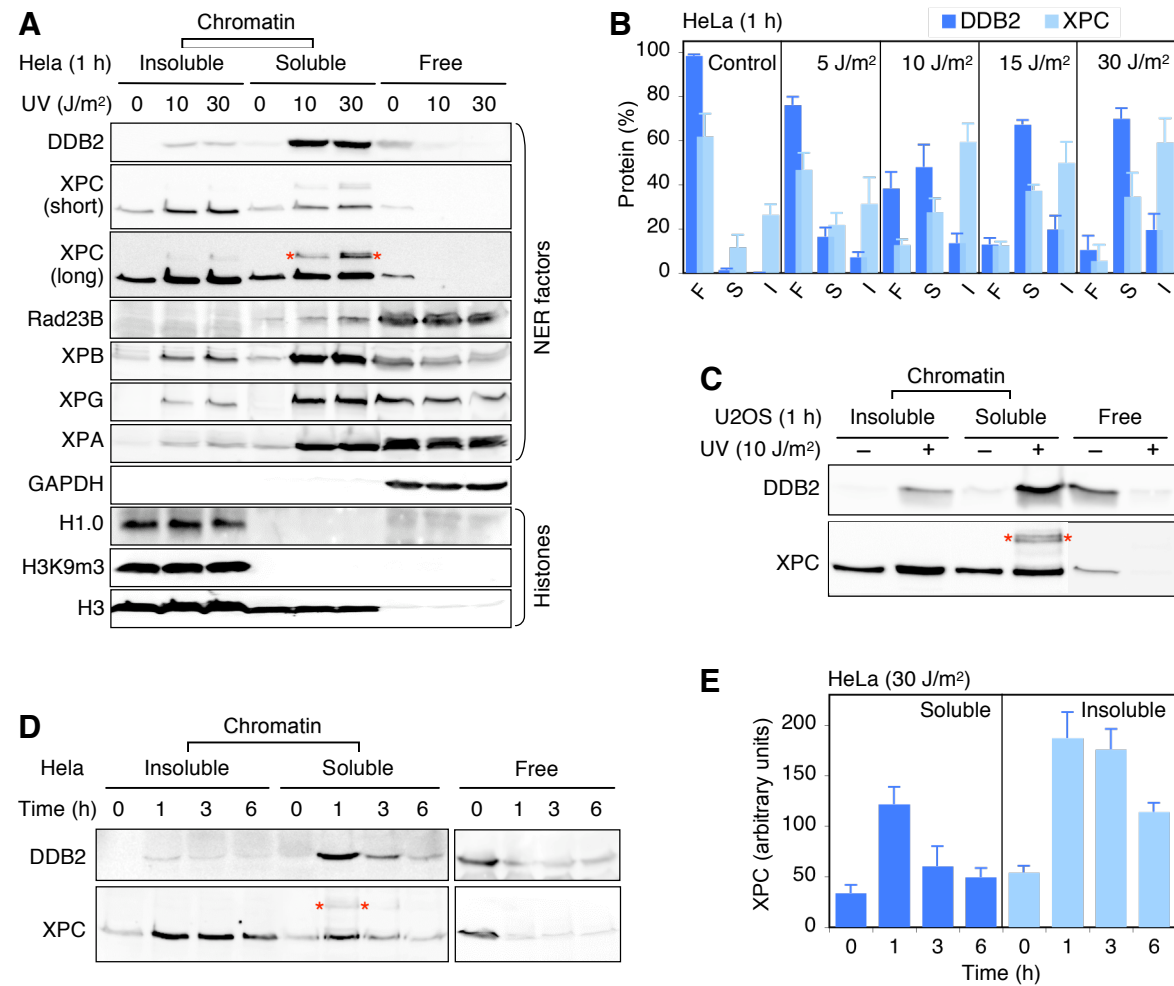 A
Chromatin
Hela (1 h) Insoluble Soluble Free
UV (J/m²) 0 10 30 0 10 30 0 10 30
DDB2
XPC
(short)
XPC
(long)
* *
Rad23B
XPB
XPG
XPA
GAPDH
H1.0
H3K9m3
H3
NER factors
Histones
B HeLa (1 h) DDB2 XPC
Control 5 J/m² 10 J/m² 15 J/m² 30 J/m²
Protein (%)
100
80
60
40
20
0
F S I F S I F S I F S I F S I
C
Chromatin
U2OS (1 h) Insoluble Soluble Free
UV (10 J/m²) – + – + – +
DDB2
XPC
* *
D
Chromatin
Hela Insoluble Soluble Free
Time (h) 0 1 3 6 0 1 3 6 0 1 3 6
DDB2
XPC
* *
E
HeLa (30 J/m²)
Soluble Insoluble
XPC (arbitrary units)
200
150
100
50
0
0 1 3 6 0 1 3 6
Time (h)